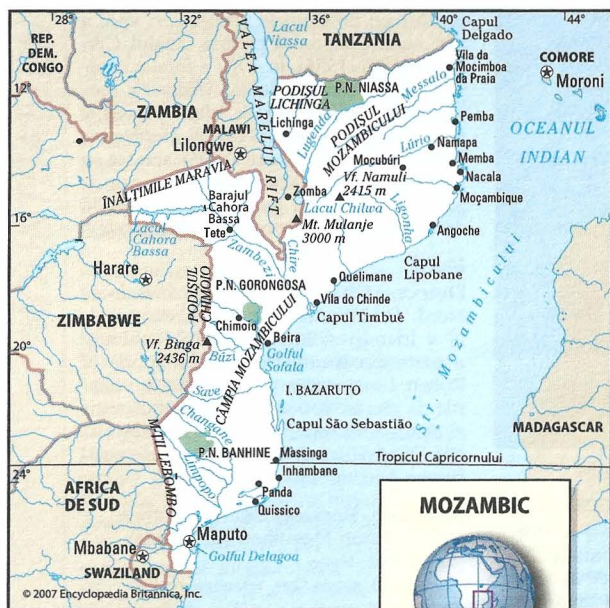 32°
36°
40°
44°
REP.
DEM.
CONGO
Lacul
Niassa
TANZANIA
Capul
Delgado
VALEA MARELUI RIFT
PODIȘUL
LICHINGA
P.N. NIASSA
Messalo
Vila da
Mocimboa
da Praia
COMORE
Moroni
12°
ZAMBIA
MALAWI
Lilongwe
Lichinga
Lugenda
PODIȘUL
MOZAMBICULUI
Pemba
OCEANUL
INDIAN
Lúrio
Namapa
Mocubúri
Memba
Nacala
Vf. Namuli
2415 m
Moçambique
ÎNĂLȚIMILE MARAVIA
Zomba
Lacul Chilwa
Barajul
Cahora
Bassa
Mt. Mulanje
3000 m
Ligonha
16°
Tete
Angoche
Lacul
Cahora
Bassa
Zambezi
Chire
Capul
Lipobane
Harare
PODIȘUL
CHIMOIO
P.N. GORONGOSA
Quelimane
Vila do Chinde
Capul Timbué
ZIMBABWE
Chimoio
CÂMPIA MOZAMBICULUI
Str. Mozambicului
Vf. Binga
2436 m
Búzi
Beira
Golful
Sofala
20°
Save
I. BAZARUTO
Changane
Capul São Sebastião
MADAGASCAR
M-ȚII LEBOMBO
P.N. BANHINE
Massinga
Tropicul Capricornului
24°
Inhambane
Limpopo
AFRICA
DE SUD
Panda
Quissico
MOZAMBIC
Maputo
Mbabane
Golful Delagoa
SWAZILAND
© 2007 Encyclopædia Britannica, Inc.